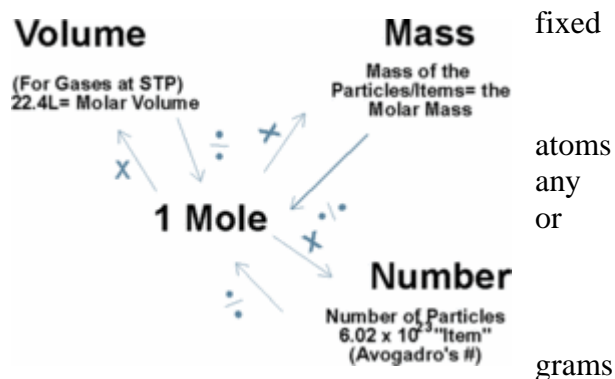 Volume
Mass
fixed
(For Gases at STP)
22.4L= Molar Volume
Mass of the
Particles/Items= the
Molar Mass
÷
x
x
atoms
any
or
1 Mole
÷
x
÷
Number
Number of Particles
6.02 x 10²³"Item"
(Avogadro's #)
grams